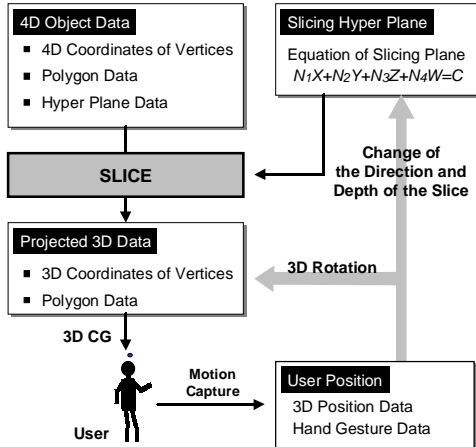 4D Object Data
▪ 4D Coordinates of Vertices
▪ Polygon Data
▪ Hyper Plane Data
Slicing Hyper Plane
Equation of Slicing Plane
N1X+N2Y+N3Z+N4W=C
SLICE
Change of
the Direction and
Depth of the Slice
Projected 3D Data
▪ 3D Coordinates of Vertices
▪ Polygon Data
3D Rotation
3D CG
Motion
Capture
User
User Position
3D Position Data
Hand Gesture Data